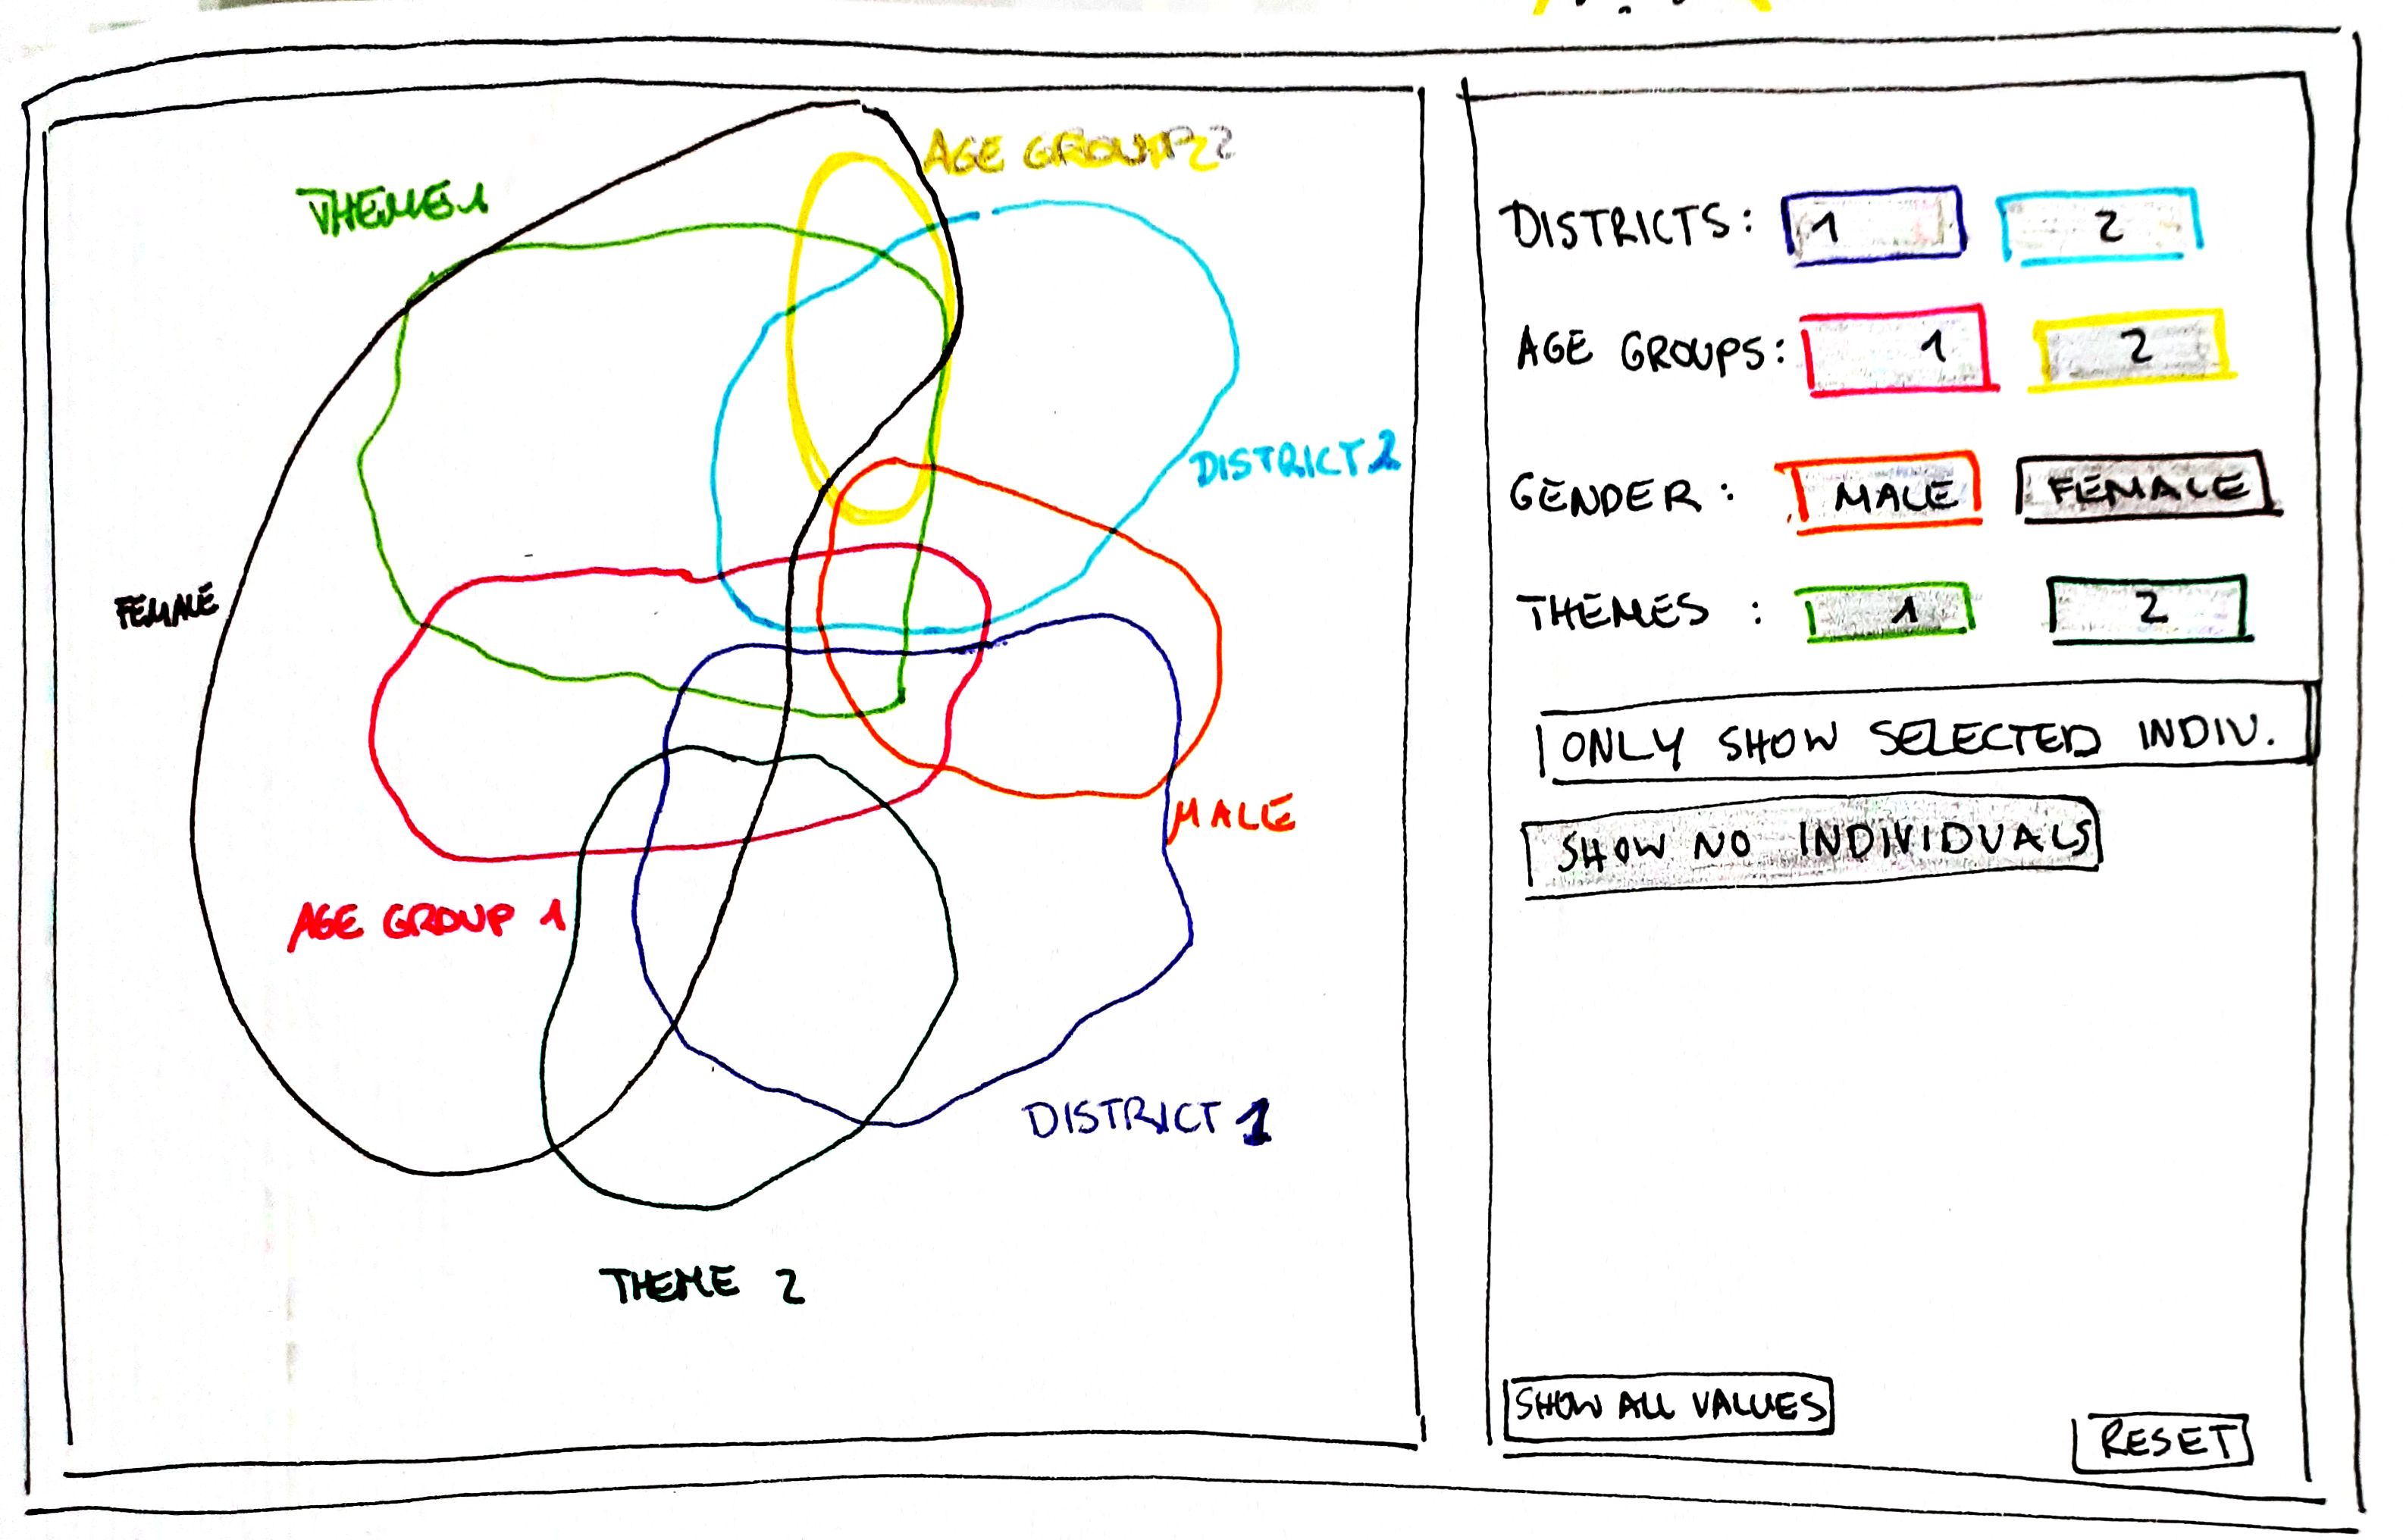 AGE GROUP 2
THEME 1
DISTRICT 2
FEMALE
MALE
AGE GROUP 1
DISTRICT 1
THEME 2
DISTRICTS: 1 2
AGE GROUPS: 1 2
GENDER: MALE FEMALE
THEMES : 1 2
ONLY SHOW SELECTED INDIV.
SHOW NO INDIVIDUALS
SHOW ALL VALUES
RESET